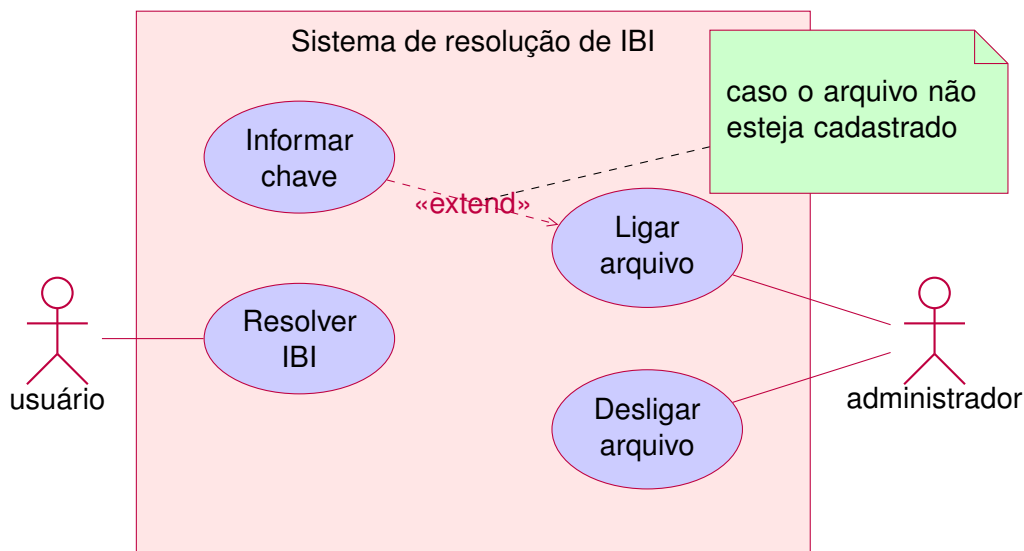 Sistema de resolução de IBI
caso o arquivo não
esteja cadastrado
Informar
chave
«extend»
Ligar
arquivo
Resolver
IBI
usuário
administrador
Desligar
arquivo